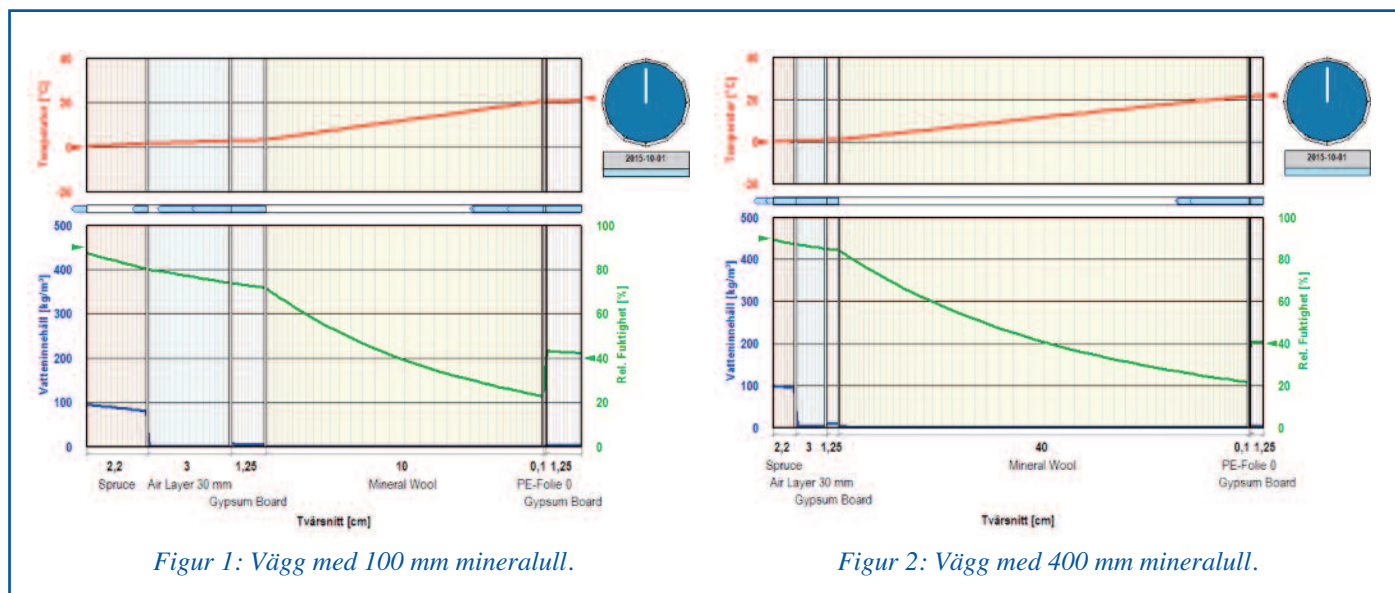 Temperatur [°C]
20
0
-20
2015-10-01
500
400
300
200
100
0
Vatteninnehåll [kg/m³]
100
80
60
40
20
0
Rel. Fuktighet [%]
2,2 3 1,25 10 0,1 1,25
Spruce Air Layer 30 mm Mineral Wool PE-Folie 0
Gypsum Board Gypsum Board
Tvärsnitt [cm]
Figur 1: Vägg med 100 mm mineralull.
Temperatur [°C]
20
0
-20
2015-10-01
500
400
300
200
100
0
Vatteninnehåll [kg/m³]
100
80
60
40
20
0
Rel. Fuktighet [%]
2,2 3 1,25 40 0,1 1,25
Spruce Mineral Wool PE-Folie 0
Air Layer 30 mm Gypsum Board
Gypsum Board
Tvärsnitt [cm]
Figur 2: Vägg med 400 mm mineralull.